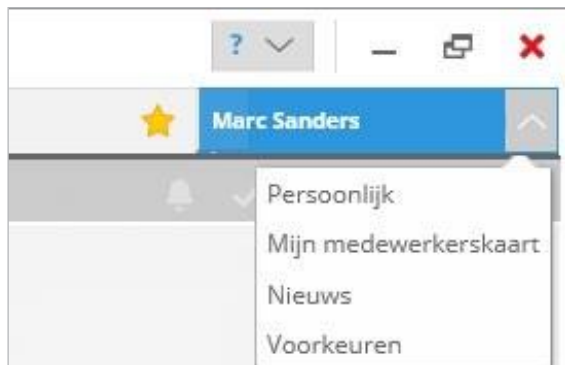 ?
Marc Sanders
Persoonlijk
Mijn medewerkerskaart
Nieuws
Voorkeuren